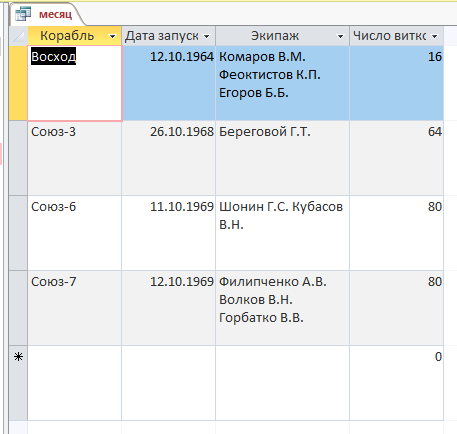 месяц
Корабль Дата запуск Экипаж Число витко
Восход 12.10.1964 Комаров В.М. 16
Феоктистов К.П.
Егоров Б.Б.
Союз-3 26.10.1968 Береговой Г.Т. 64
Союз-6 11.10.1969 Шонин Г.С. Кубасов 80
В.Н.
Союз-7 12.10.1969 Филипченко А.В. 80
Волков В.Н.
Горбатко В.В.
0